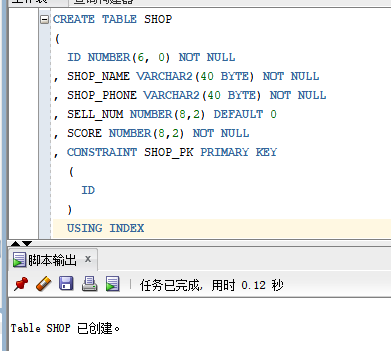 CREATE TABLE SHOP
(
ID NUMBER(6, 0) NOT NULL
, SHOP_NAME VARCHAR2(40 BYTE) NOT NULL
, SHOP_PHONE VARCHAR2(40 BYTE) NOT NULL
, SELL_NUM NUMBER(8,2) DEFAULT 0
, SCORE NUMBER(8,2) NOT NULL
, CONSTRAINT SHOP_PK PRIMARY KEY
(
ID
)
USING INDEX
脚本输出 ×
任务已完成, 用时 0.12 秒
Table SHOP 已创建。